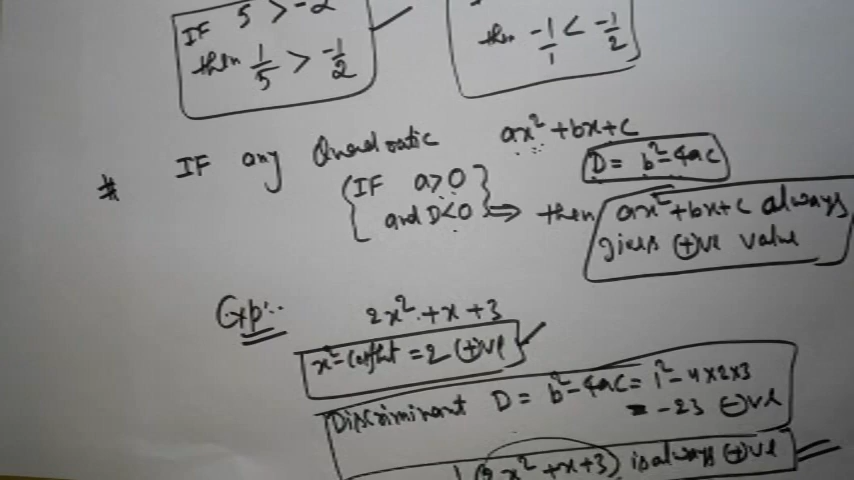 IF 5 > -2
then 1/5 > -1/2
then -1/1 < -1/2
# IF any Quadratic ax² + bx + c
D = b² - 4ac
{IF a>0
and D<0} ⇒ then ax² + bx + c always
gives (+)ve value
Exp:-
2x² + x + 3
x² - coffint = 2 (+)ve
Discriminant D = b² - 4ac = 1² - 4×2×3
= -23 (-)ve
(2x² + x + 3) is always (+)ve